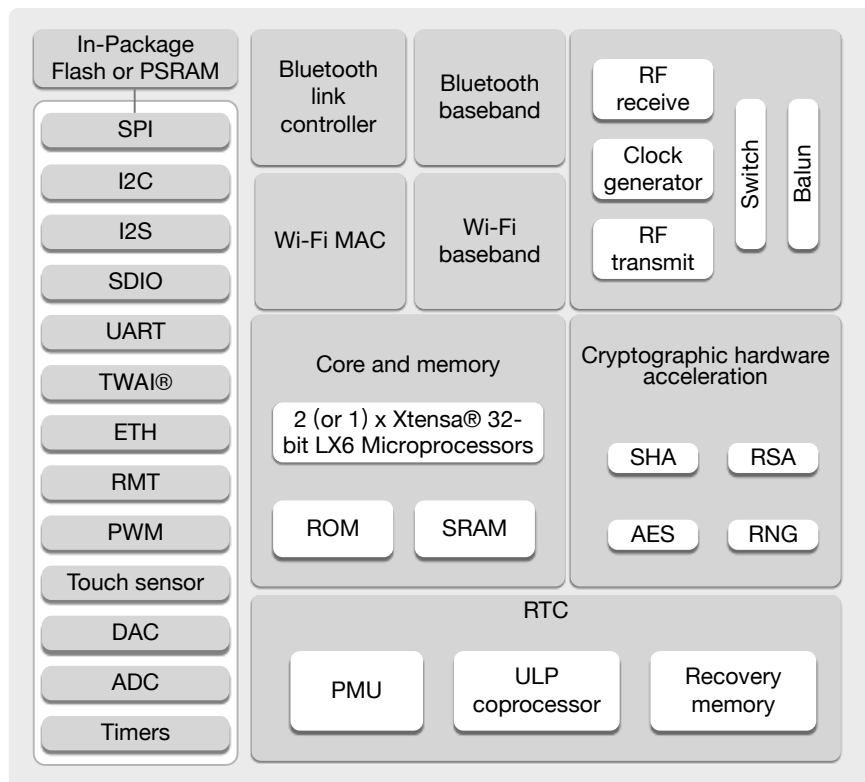 In-Package
Flash or PSRAM
SPI
I2C
I2S
SDIO
UART
TWAI®
ETH
RMT
PWM
Touch sensor
DAC
ADC
Timers
Bluetooth
link
controller
Bluetooth
baseband
Wi-Fi MAC
Wi-Fi
baseband
RF
receive
Clock
generator
RF
transmit
Switch
Balun
Core and memory
2 (or 1) x Xtensa® 32-
bit LX6 Microprocessors
ROM
SRAM
Cryptographic hardware
acceleration
SHA
RSA
AES
RNG
RTC
PMU
ULP
coprocessor
Recovery
memory